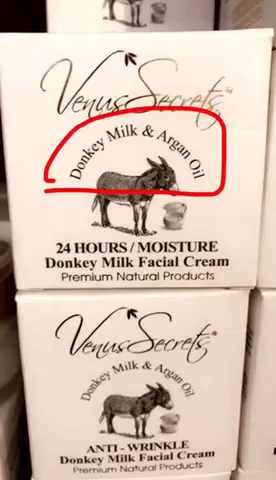 Venus Secrets
Donkey Milk & Argan Oil
24 HOURS / MOISTURE
Donkey Milk Facial Cream
Premium Natural Products
Venus Secrets
Donkey Milk & Argan Oil
ANTI - WRINKLE
Donkey Milk Facial Cream
Premium Natural Products